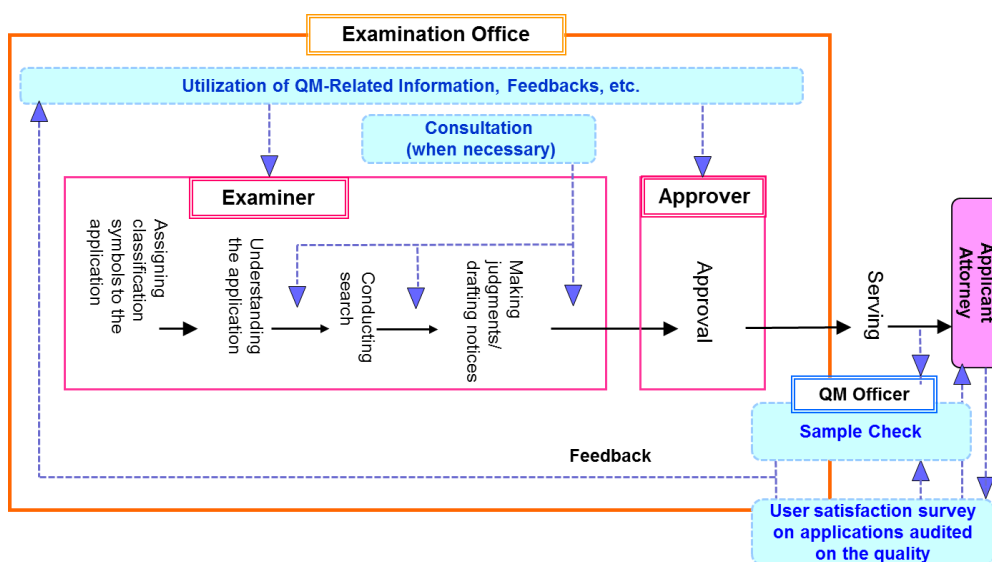 Examination Office
Utilization of QM-Related Information, Feedbacks, etc.
Consultation
(when necessary)
Examiner
Approver
Assigning
classification
symbols to the
application
Understanding
the application
Conducting
search
Making
judgments/
drafting notices
Approval
Serving
Applicant
Attorney
QM Officer
Sample Check
Feedback
User satisfaction survey
on applications audited
on the quality